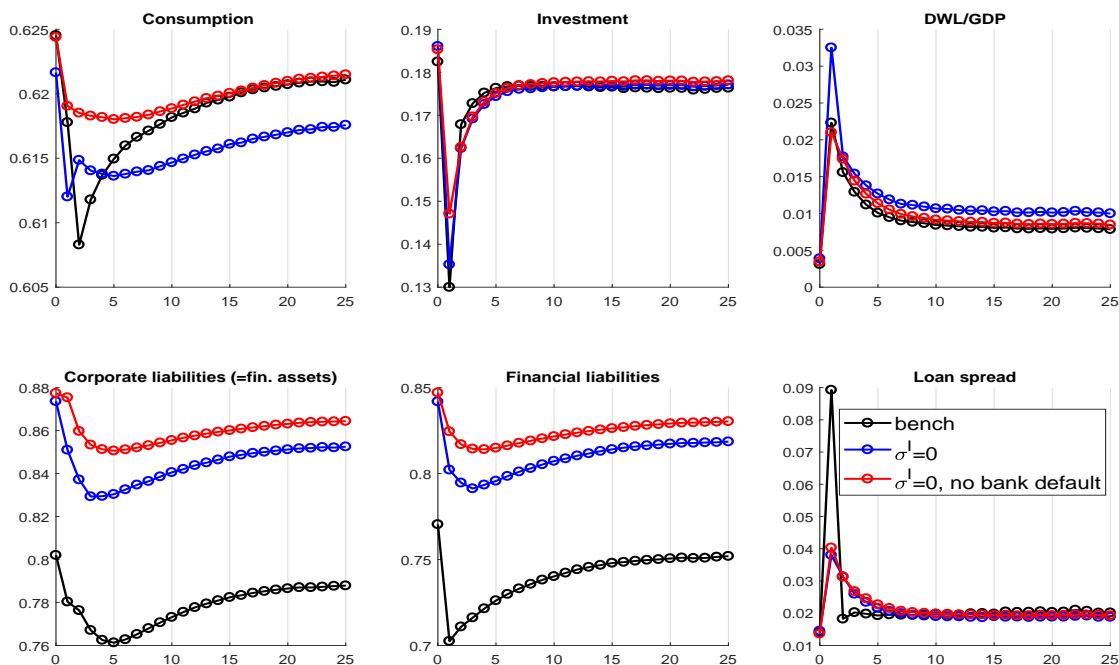 Consumption
0.625
0.62
0.615
0.61
0.605
0 5 10 15 20 25
Investment
0.19
0.18
0.17
0.16
0.15
0.14
0.13
0 5 10 15 20 25
DWL/GDP
0.035
0.03
0.025
0.02
0.015
0.01
0.005
0
0 5 10 15 20 25
Corporate liabilities (=fin. assets)
0.88
0.86
0.84
0.82
0.8
0.78
0.76
0 5 10 15 20 25
Financial liabilities
0.85
0.8
0.75
0.7
0 5 10 15 20 25
Loan spread
0.09
0.08
0.07
0.06
0.05
0.04
0.03
0.02
0.01
0 5 10 15 20 25
bench
σ^I=0
σ^I=0, no bank default